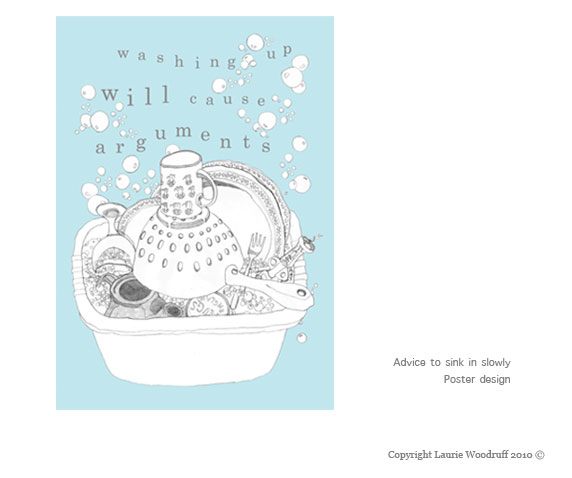 washing up
will cause
arguments
Advice to sink in slowly
Poster design
Copyright Laurie Woodruff 2010 ©